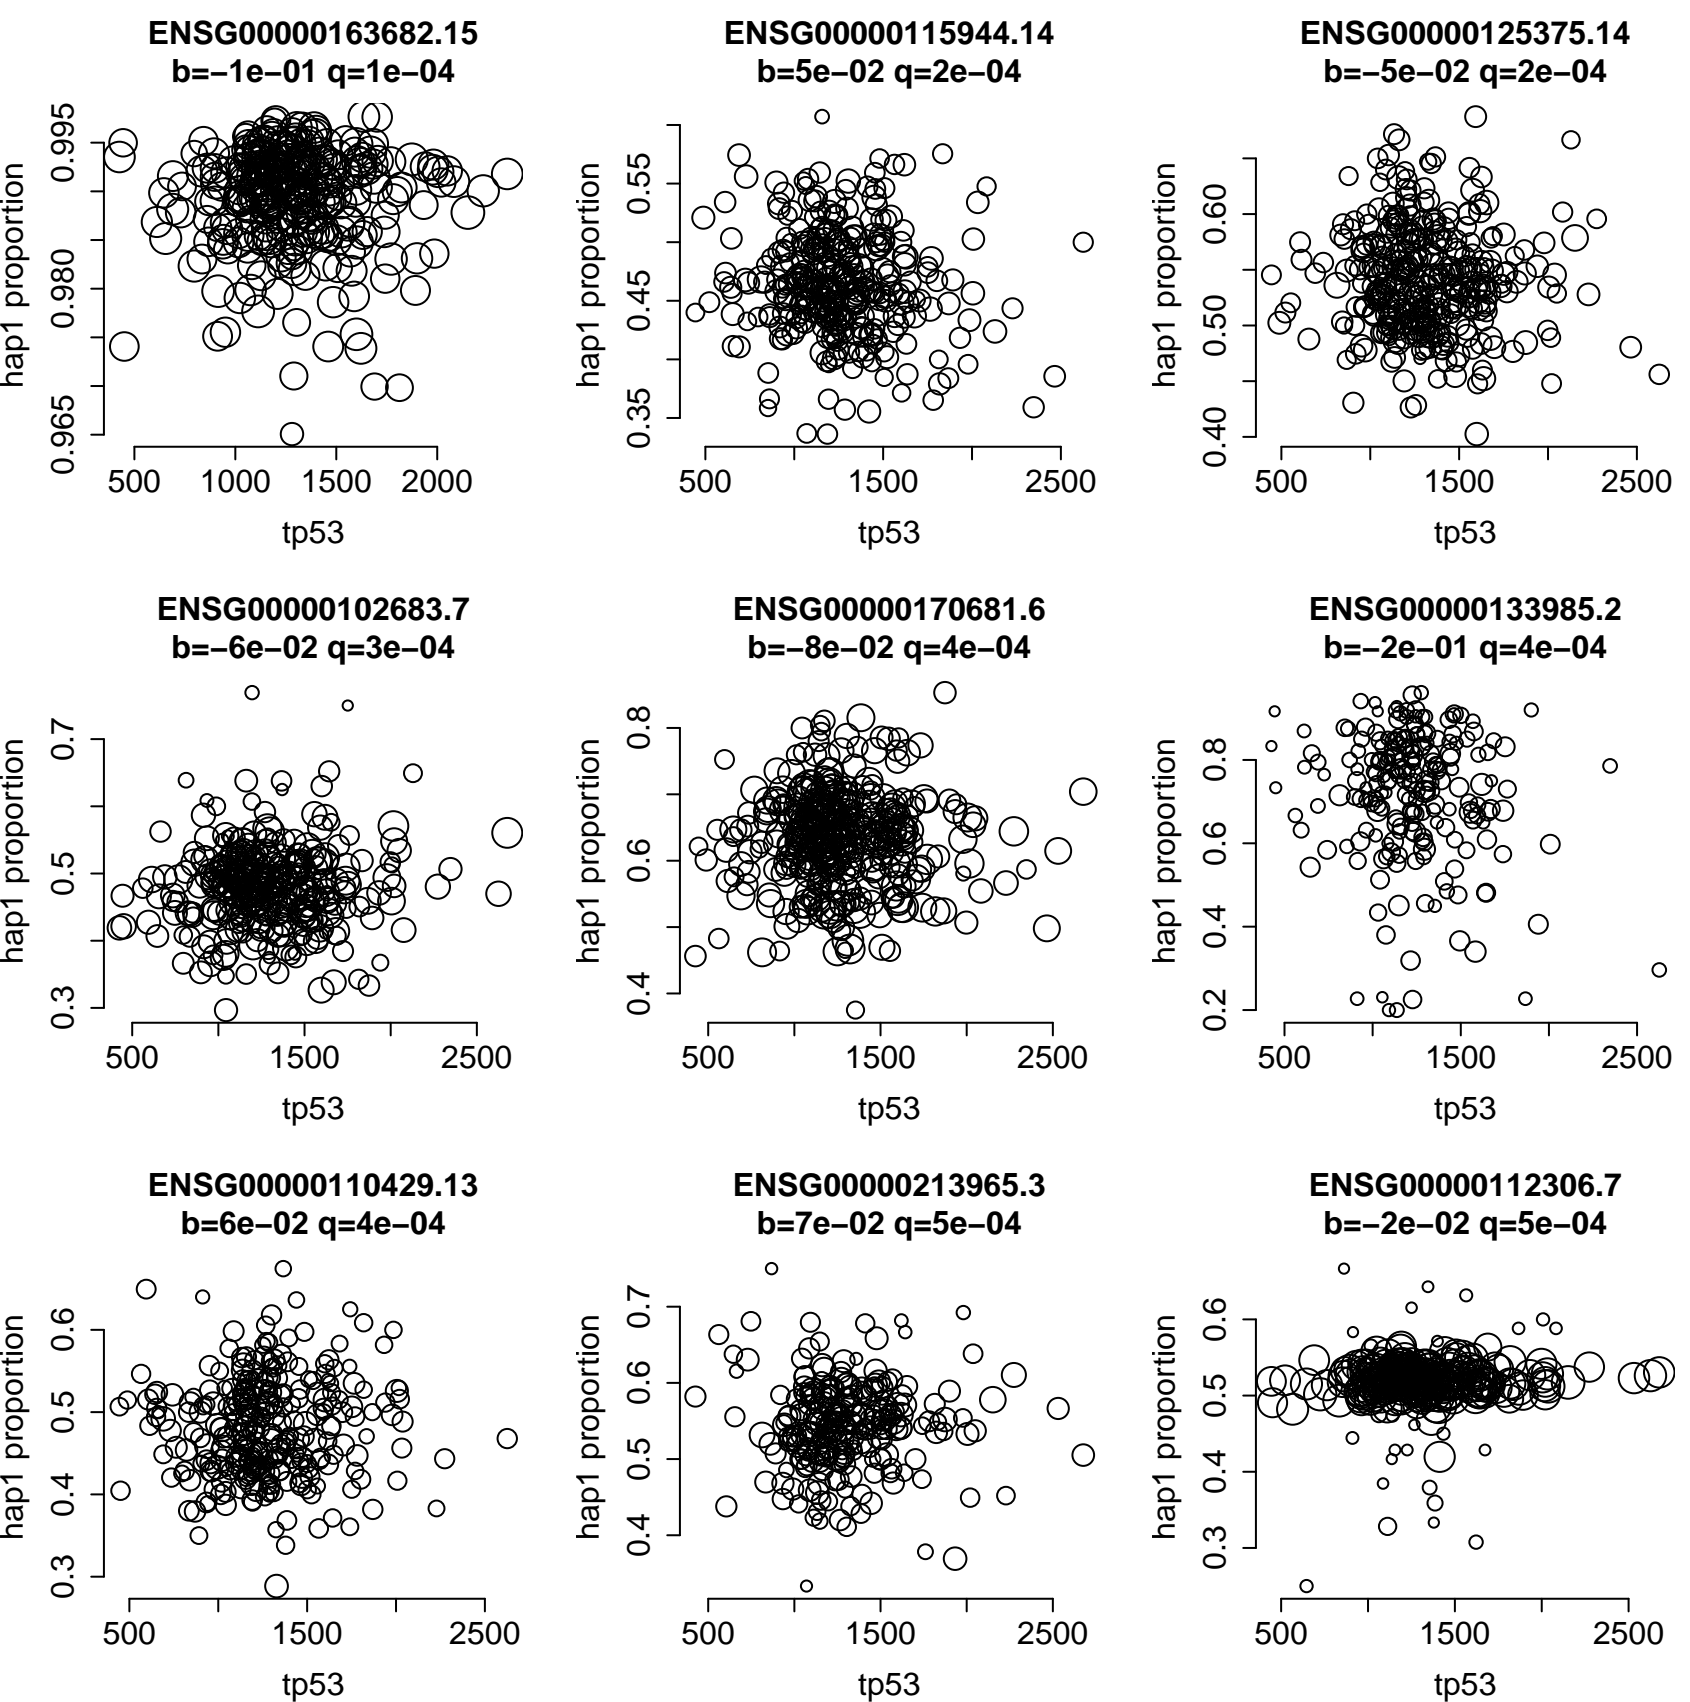 ENSG00000163682.15
b=−1e−01 q=1e−04
hap1 proportion
0.965 0.980 0.995
500 1000 1500 2000
tp53
ENSG00000115944.14
b=5e−02 q=2e−04
hap1 proportion
0.35 0.45 0.55
500 1500 2500
tp53
ENSG00000125375.14
b=−5e−02 q=2e−04
hap1 proportion
0.40 0.50 0.60
500 1500 2500
tp53
ENSG00000102683.7
b=−6e−02 q=3e−04
hap1 proportion
0.3 0.5 0.7
500 1500 2500
tp53
ENSG00000170681.6
b=−8e−02 q=4e−04
hap1 proportion
0.4 0.6 0.8
500 1500 2500
tp53
ENSG00000133985.2
b=−2e−01 q=4e−04
hap1 proportion
0.2 0.4 0.6 0.8
500 1500 2500
tp53
ENSG00000110429.13
b=6e−02 q=4e−04
hap1 proportion
0.3 0.4 0.5 0.6
500 1500 2500
tp53
ENSG00000213965.3
b=7e−02 q=5e−04
hap1 proportion
0.4 0.5 0.6 0.7
500 1500 2500
tp53
ENSG00000112306.7
b=−2e−02 q=5e−04
hap1 proportion
0.3 0.4 0.5 0.6
500 1500 2500
tp53